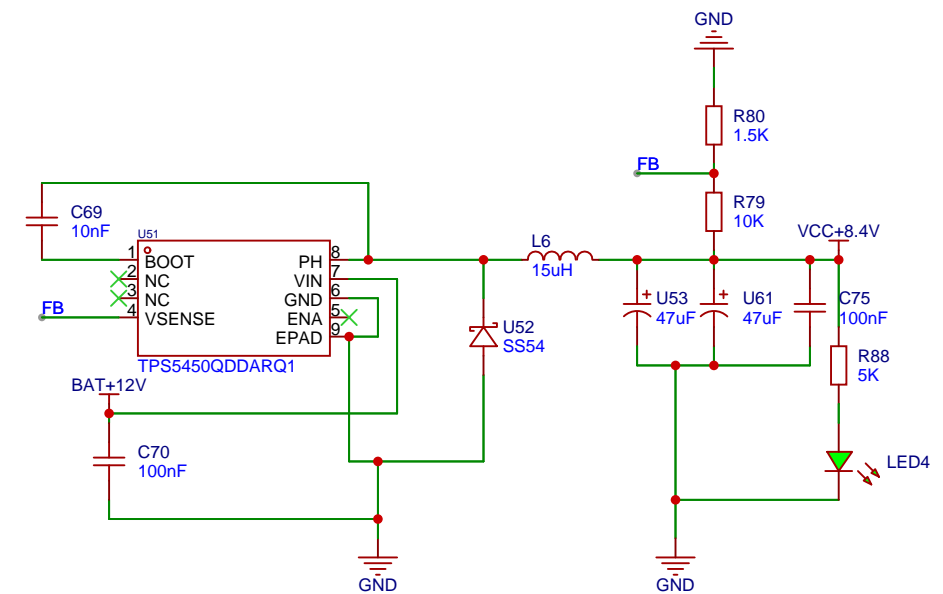 GND
R80
1.5K
FB
R79
10K
VCC+8.4V
C69
10nF
U51
1
BOOT
2
NC
3
NC
4
VSENSE
FB
PH
8
VIN
7
GND
6
ENA
5
EPAD
9
TPS5450QDDARQ1
L6
15uH
U52
SS54
+
U53
47uF
+
U61
47uF
C75
100nF
R88
5K
LED4
BAT+12V
C70
100nF
GND
GND